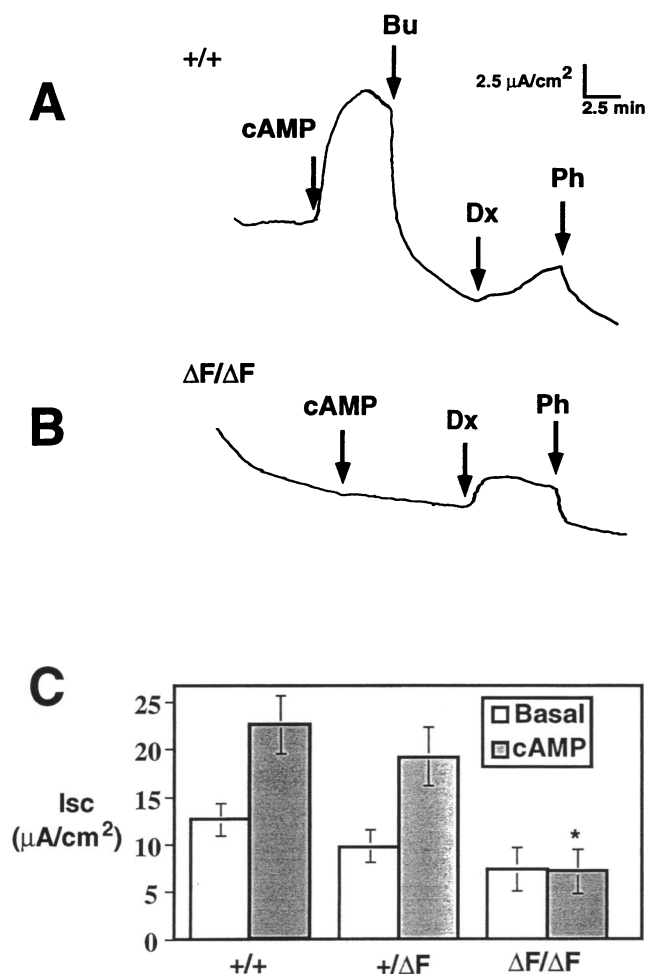 A
+/+
Bu
2.5 µA/cm²
2.5 min
cAMP
Dx
Ph
B
ΔF/ΔF
cAMP
Dx
Ph
C
Isc
(µA/cm²)
25
20
15
10
5
0
Basal
cAMP
*
+/+
+/ΔF
ΔF/ΔF